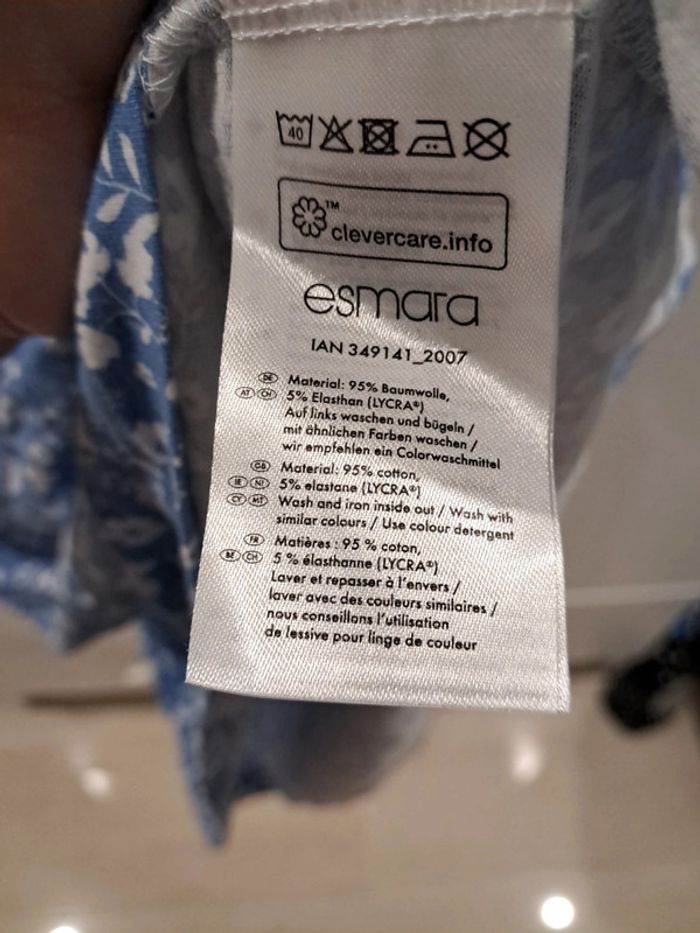 40
™
clevercare.info
esmara
IAN 349141_2007
DE Material: 95% Baumwolle,
AT CH 5% Elasthan (LYCRA®)
Auf links waschen und bügeln /
mit ähnlichen Farben waschen /
wir empfehlen ein Colorwaschmittel
GB Material: 95% cotton,
IE NI 5% elastane (LYCRA®)
CY MT Wash and iron inside out / Wash with
similar colours / Use colour detergent
FR Matières : 95 % coton,
BE CH 5 % élasthanne (LYCRA®)
Laver et repasser à l'envers /
laver avec des couleurs similaires /
nous conseillons l'utilisation
de lessive pour linge de couleur